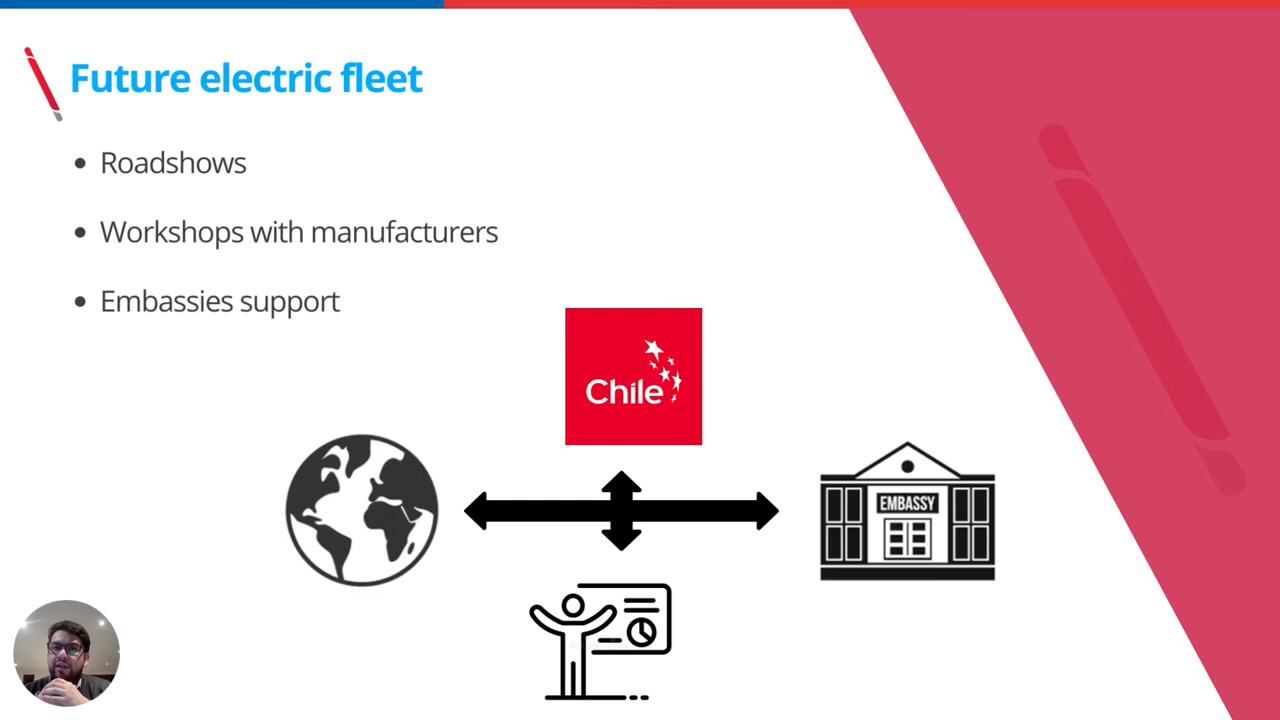 Future electric fleet
Roadshows
Workshops with manufacturers
Embassies support
Chile
EMBASSY